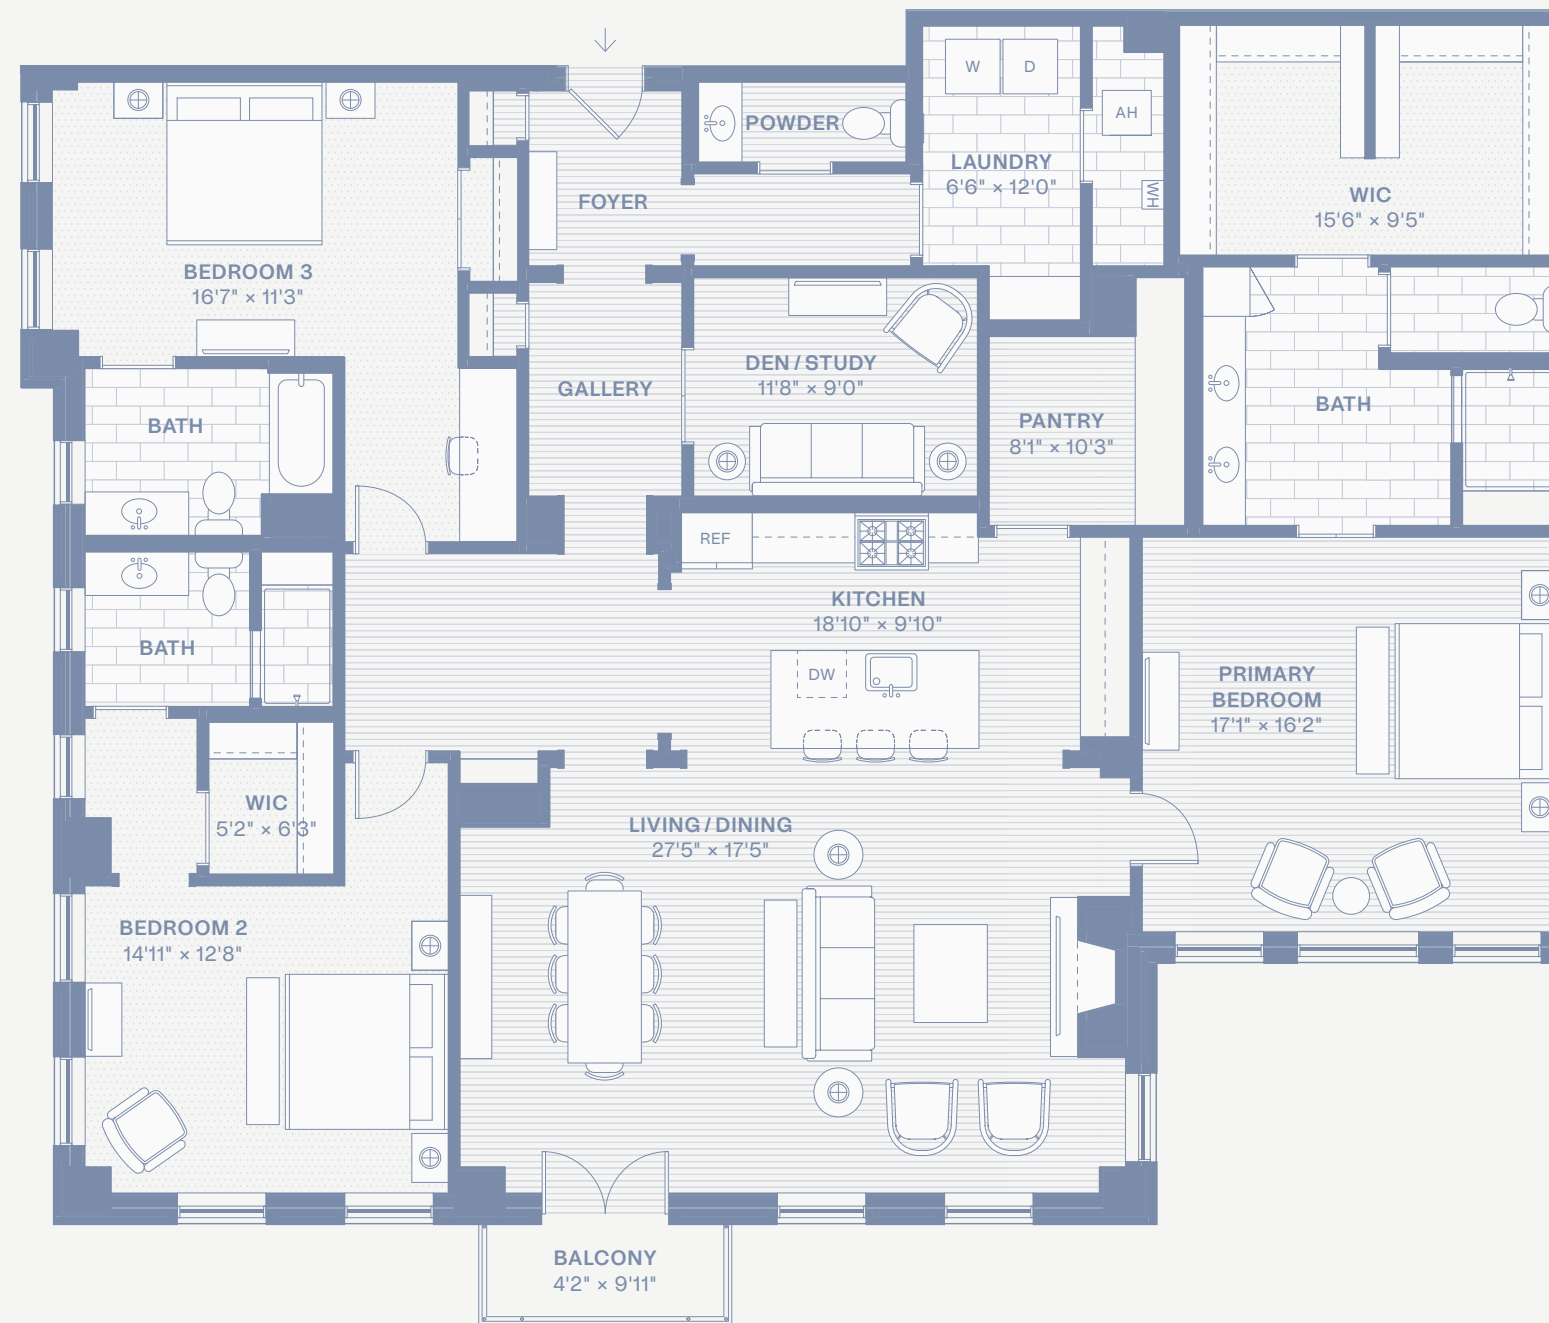 W
D
AH
POWDER
LAUNDRY
6'6" × 12'0"
WH
WIC
15'6" × 9'5"
FOYER
BEDROOM 3
16'7" × 11'3"
DEN / STUDY
11'8" × 9'0"
GALLERY
BATH
PANTRY
8'1" × 10'3"
BATH
REF
KITCHEN
18'10" × 9'10"
BATH
DW
PRIMARY
BEDROOM
17'1" × 16'2"
WIC
5'2" × 6'3"
LIVING / DINING
27'5" × 17'5"
BEDROOM 2
14'11" × 12'8"
BALCONY
4'2" × 9'11"